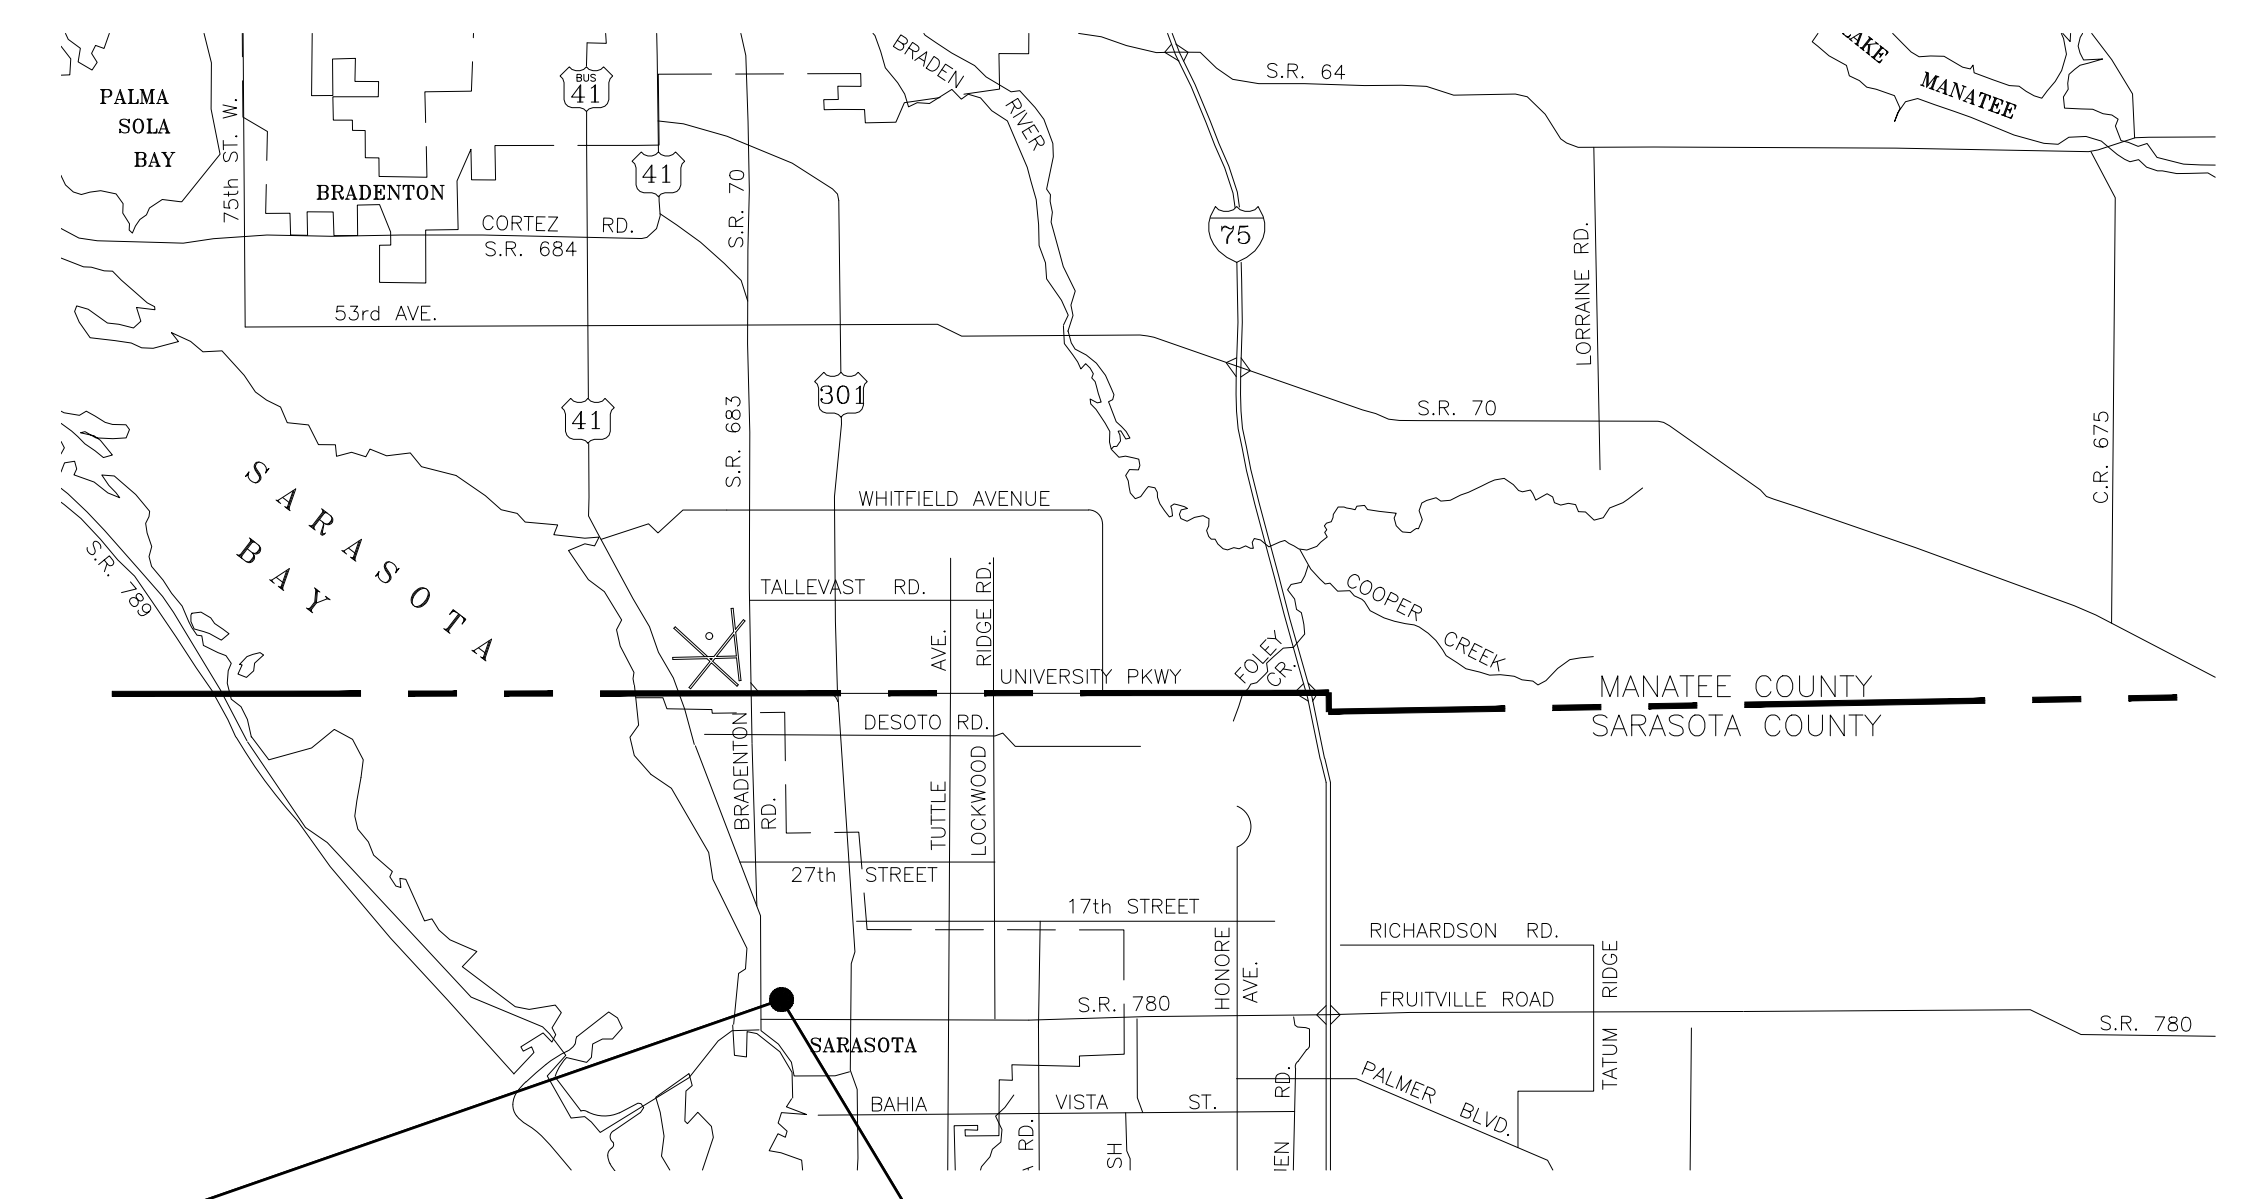 BRADEN
RIVER
S.R. 64
LAKE
MANATEE
PALMA
SOLA
BAY
75th ST. W.
BUS
41
41
BRADENTON
S.R. 70
CORTEZ RD.
S.R. 684
75
LORRAINE RD.
53rd AVE.
301
41
S.R. 683
S.R. 70
C.R. 675
SARASOTA
BAY
WHITFIELD AVENUE
S.R. 789
TALLEVAST RD.
COOPER
CREEK
FOLEY
CR.
UNIVERSITY PKWY
MANATEE COUNTY
SARASOTA COUNTY
DESOTO RD.
BRADENTON
RD.
TUTTLE AVE.
LOCKWOOD RIDGE RD.
27th STREET
17th STREET
HONORE
AVE.
RICHARDSON RD.
TATUM RIDGE
S.R. 780
FRUITVILLE ROAD
S.R. 780
SARASOTA
PALMER BLVD.
BAHIA VISTA ST.
A RD.
SH
EN RD.